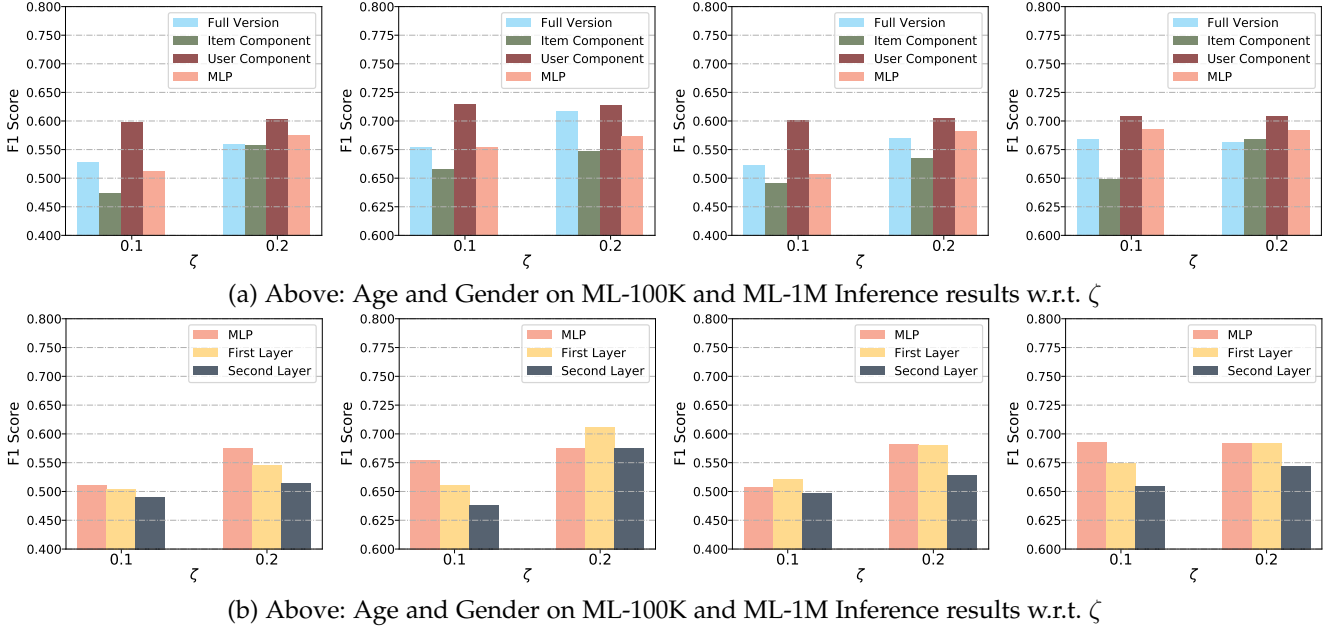 0.800
0.750
0.700
0.650
0.600
0.550
0.500
0.450
0.400
F1 Score
Full Version
Item Component
User Component
MLP
0.1
0.2
ζ
0.800
0.775
0.750
0.725
0.700
0.675
0.650
0.625
0.600
F1 Score
Full Version
Item Component
User Component
MLP
0.1
0.2
ζ
0.800
0.750
0.700
0.650
0.600
0.550
0.500
0.450
0.400
F1 Score
Full Version
Item Component
User Component
MLP
0.1
0.2
ζ
0.800
0.775
0.750
0.725
0.700
0.675
0.650
0.625
0.600
F1 Score
Full Version
Item Component
User Component
MLP
0.1
0.2
ζ
(a) Above: Age and Gender on ML-100K and ML-1M Inference results w.r.t. ζ
0.800
0.750
0.700
0.650
0.600
0.550
0.500
0.450
0.400
F1 Score
MLP
First Layer
Second Layer
0.1
0.2
ζ
0.800
0.775
0.750
0.725
0.700
0.675
0.650
0.625
0.600
F1 Score
MLP
First Layer
Second Layer
0.1
0.2
ζ
0.800
0.750
0.700
0.650
0.600
0.550
0.500
0.450
0.400
F1 Score
MLP
First Layer
Second Layer
0.1
0.2
ζ
0.800
0.775
0.750
0.725
0.700
0.675
0.650
0.625
0.600
F1 Score
MLP
First Layer
Second Layer
0.1
0.2
ζ
(b) Above: Age and Gender on ML-100K and ML-1M Inference results w.r.t. ζ